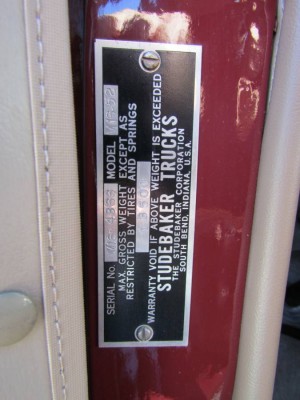 SERIAL No. MODEL
MAX. GROSS WEIGHT EXCEPT AS
RESTRICTED BY TIRES AND SPRINGS
WARRANTY VOID IF ABOVE WEIGHT IS EXCEEDED
STUDEBAKER TRUCKS
THE STUDEBAKER CORPORATION
SOUTH BEND, INDIANA, U.S.A.